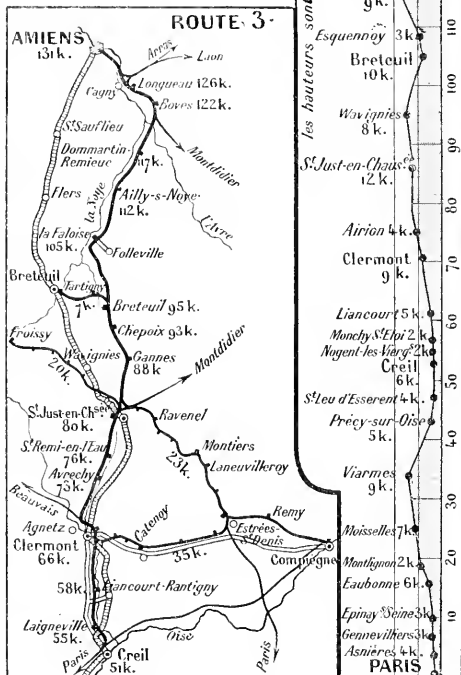 ROUTE 3.
AMIENS
131k.
Arras
Laon
Cagny
Longueau 126k.
Boves 122k.
St Sauflieu
Dommartin-
Remieuc
117k.
Montdidier
Flers
la Noye
Ailly-s-Noye
112k.
l'Avre
la Faloise
105k.
Folleville
Breteuil
Tartigny
7k.
Breteuil 95k.
Froissy
Chepoix 93k.
Wavignies
Gannes
88k
Montdidier
20k.
St Just-en-Chsée
80k.
Ravenel
St Remi-en-l'Eau
76k.
Montiers
23k.
Laneuvilleroy
Avrechy
73k.
Beauvais
Agnetz
Catenoy
Remy
Estrées-
St Denis
Clermont
66k.
35k.
Compiègne
58k.
Liancourt-Rantigny
Laigneville
55k.
Oise
Creil
51k.
Paris
Paris
les hauteurs sont
9k.
Esquennoy 3k
Breteuil
10k.
Wavignies
8k.
St Just-en-Chaus.
12k.
Airion 4k.
Clermont
9k.
Liancourt 5k.
Monchy St Eloi 2k
Nogent-les-Vierg. 2k
Creil
6k.
St Leu d'Esserent 4k.
Précy-sur-Oise
5k.
Viarmes
9k.
Moisselles 7k
Montlignon 2k.
Eaubonne 6k.
Epinay s/ Seine 3k
Gennevilliers 3k
Asnières 4k.
PARIS
110
100
90
80
70
60
50
40
30
20
10